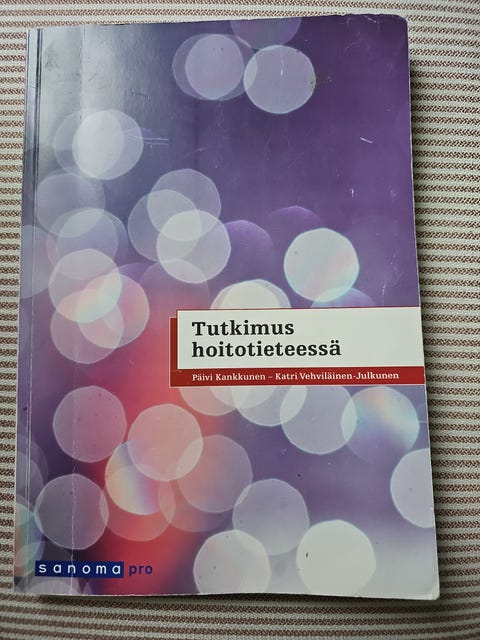 Tutkimus
hoitotieteessä
Päivi Kankkunen – Katri Vehviläinen-Julkunen
sanoma pro